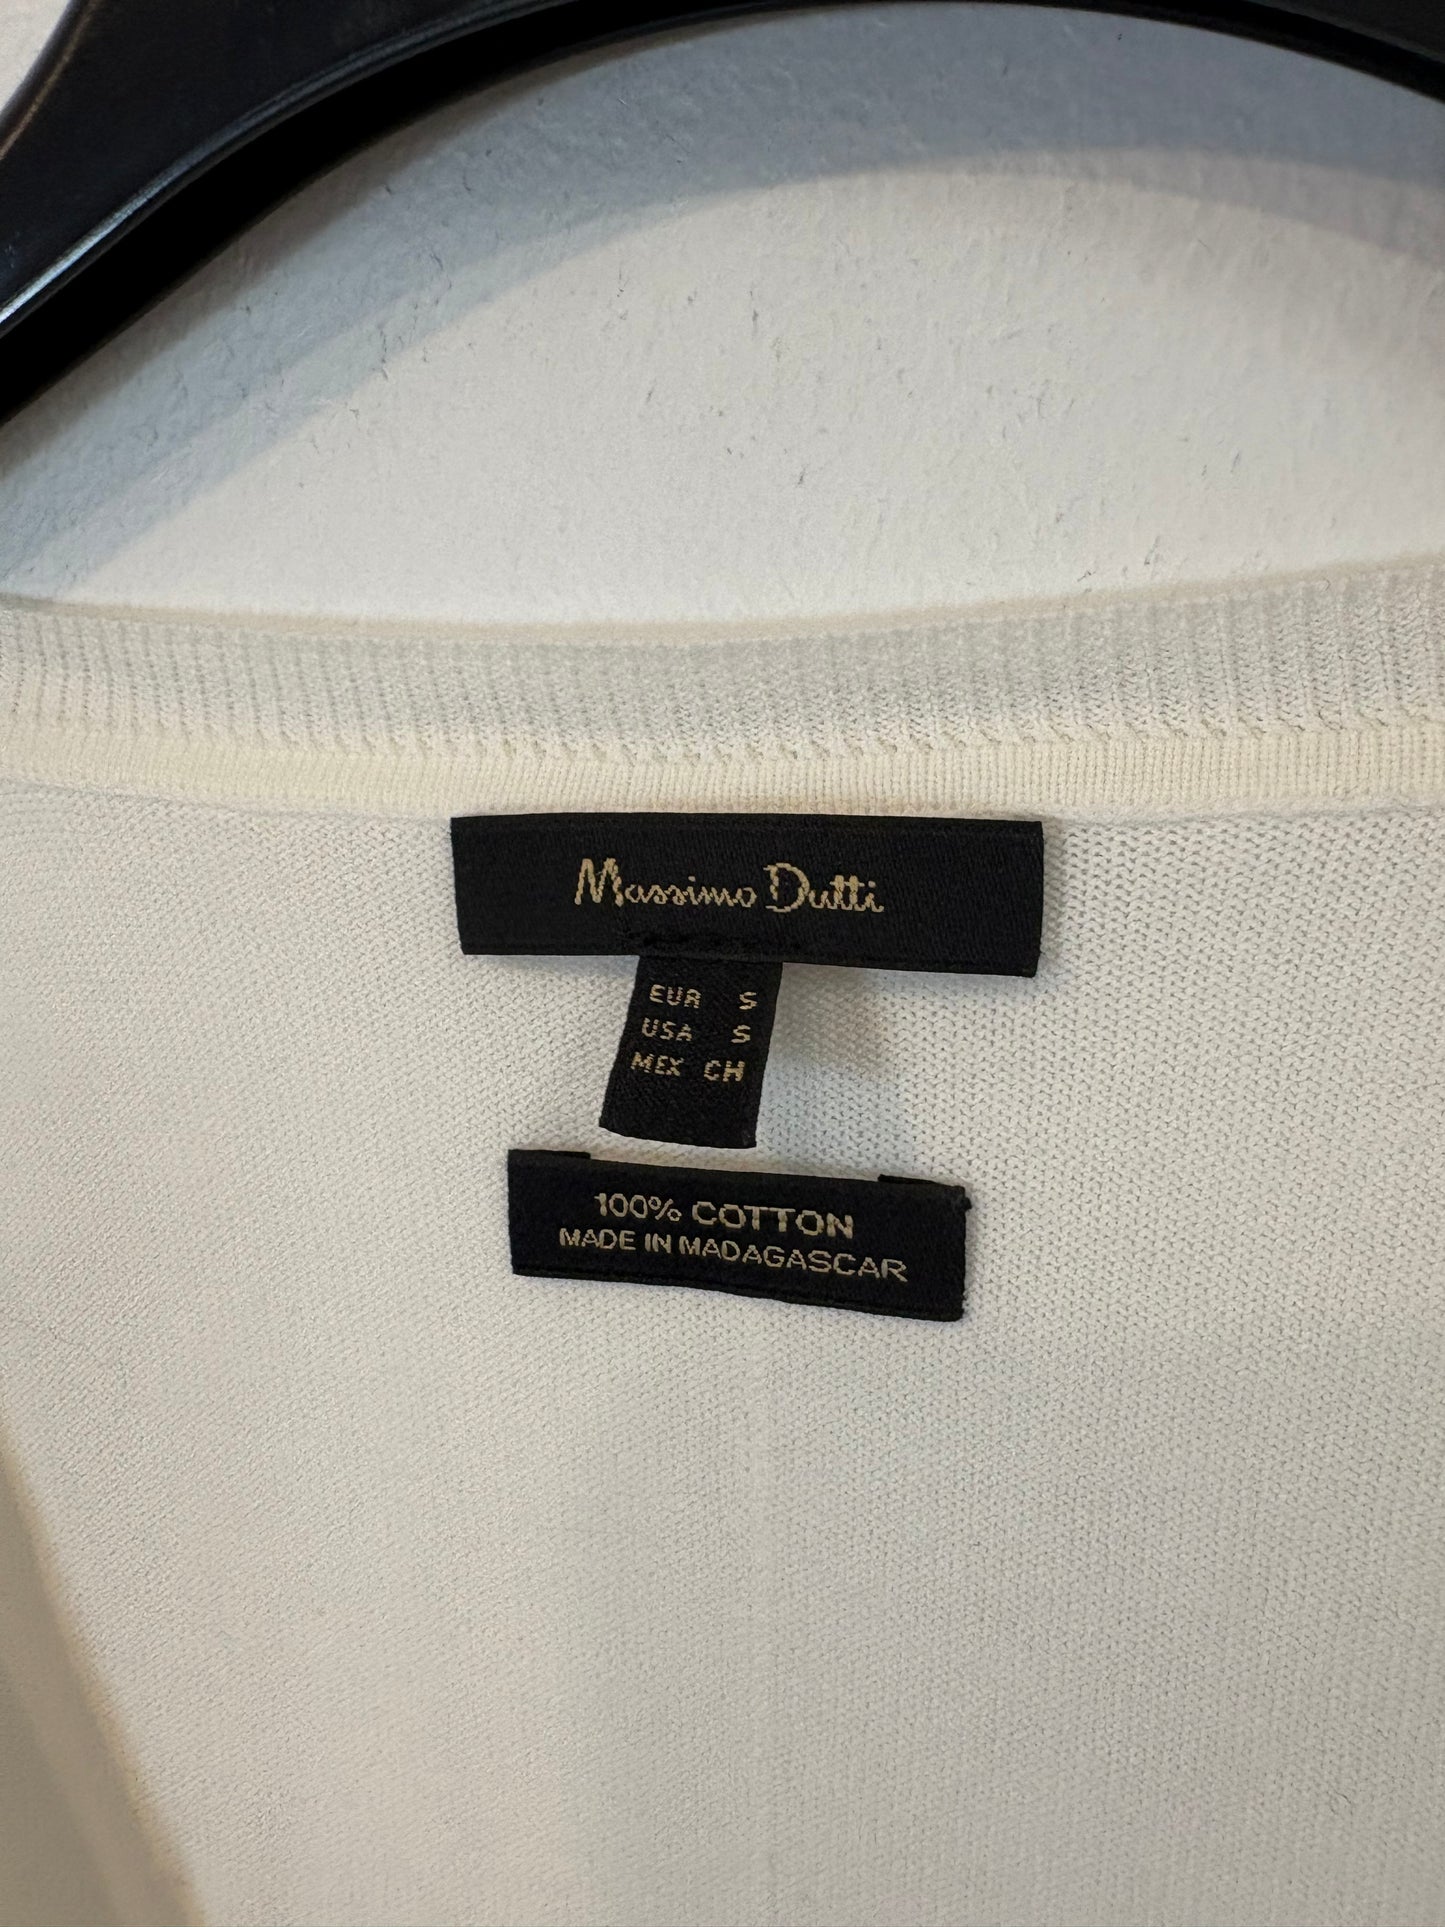 Massimo Dutti
EUR S
USA S
MEX CH
100% COTTON
MADE IN MADAGASCAR